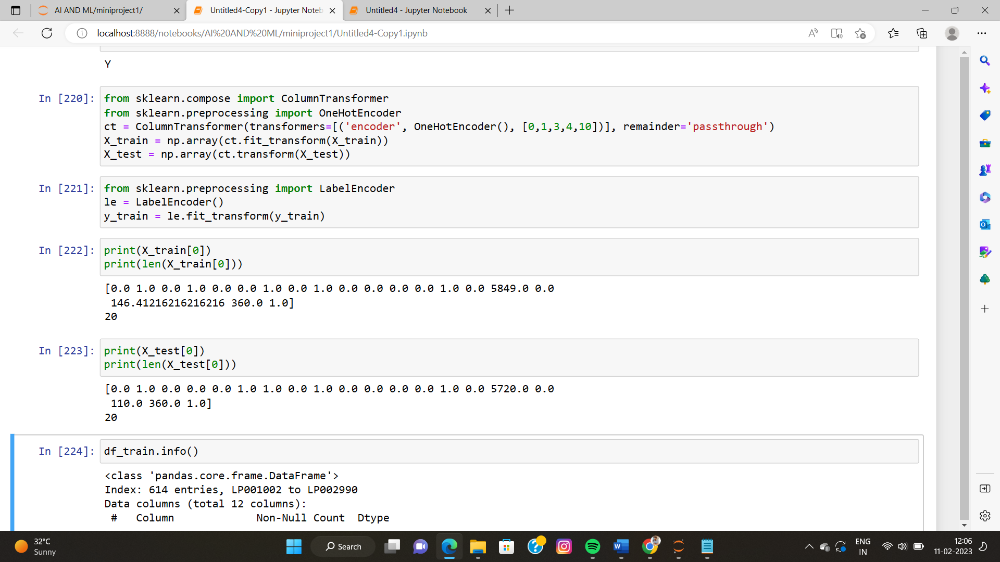 AI AND ML/miniproject1/
Untitled4-Copy1 - Jupyter Noteb
Untitled4 - Jupyter Notebook
localhost:8888/notebooks/AI%20AND%20ML/miniproject1/Untitled4-Copy1.ipynb
Y
In [220]:
from sklearn.compose import ColumnTransformer
from sklearn.preprocessing import OneHotEncoder
ct = ColumnTransformer(transformers=[('encoder', OneHotEncoder(), [0,1,3,4,10])], remainder='passthrough')
X_train = np.array(ct.fit_transform(X_train))
X_test = np.array(ct.transform(X_test))
In [221]:
from sklearn.preprocessing import LabelEncoder
le = LabelEncoder()
y_train = le.fit_transform(y_train)
In [222]:
print(X_train[0])
print(len(X_train[0]))
[0.0 1.0 0.0 1.0 0.0 0.0 1.0 0.0 1.0 0.0 0.0 0.0 0.0 1.0 0.0 5849.0 0.0
146.41216216216216 360.0 1.0]
20
In [223]:
print(X_test[0])
print(len(X_test[0]))
[0.0 1.0 0.0 0.0 0.0 1.0 1.0 0.0 1.0 0.0 0.0 0.0 0.0 1.0 0.0 5720.0 0.0
110.0 360.0 1.0]
20
In [224]:
df_train.info()
<class 'pandas.core.frame.DataFrame'>
Index: 614 entries, LP001002 to LP002990
Data columns (total 12 columns):
# Column Non-Null Count Dtype
32°C
Sunny
Search
ENG
IN
12:06
11-02-2023